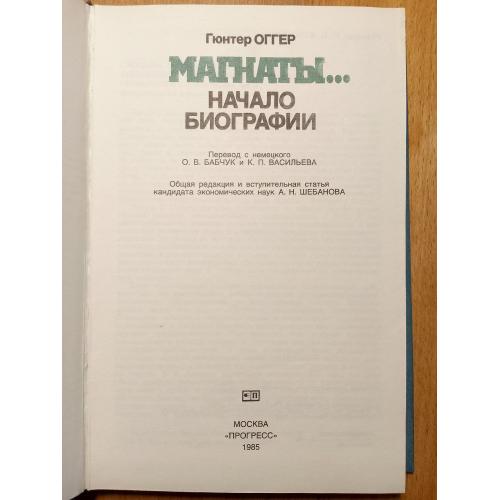 Гюнтер ОГГЕР
МАГНАТЫ...
НАЧАЛО
БИОГРАФИИ
Перевод с немецкого
О. В. БАБЧУК и К. П. ВАСИЛЬЕВА
Общая редакция и вступительная статья
кандидата экономических наук А. Н. ШЕБАНОВА
МОСКВА
«ПРОГРЕСС»
1985